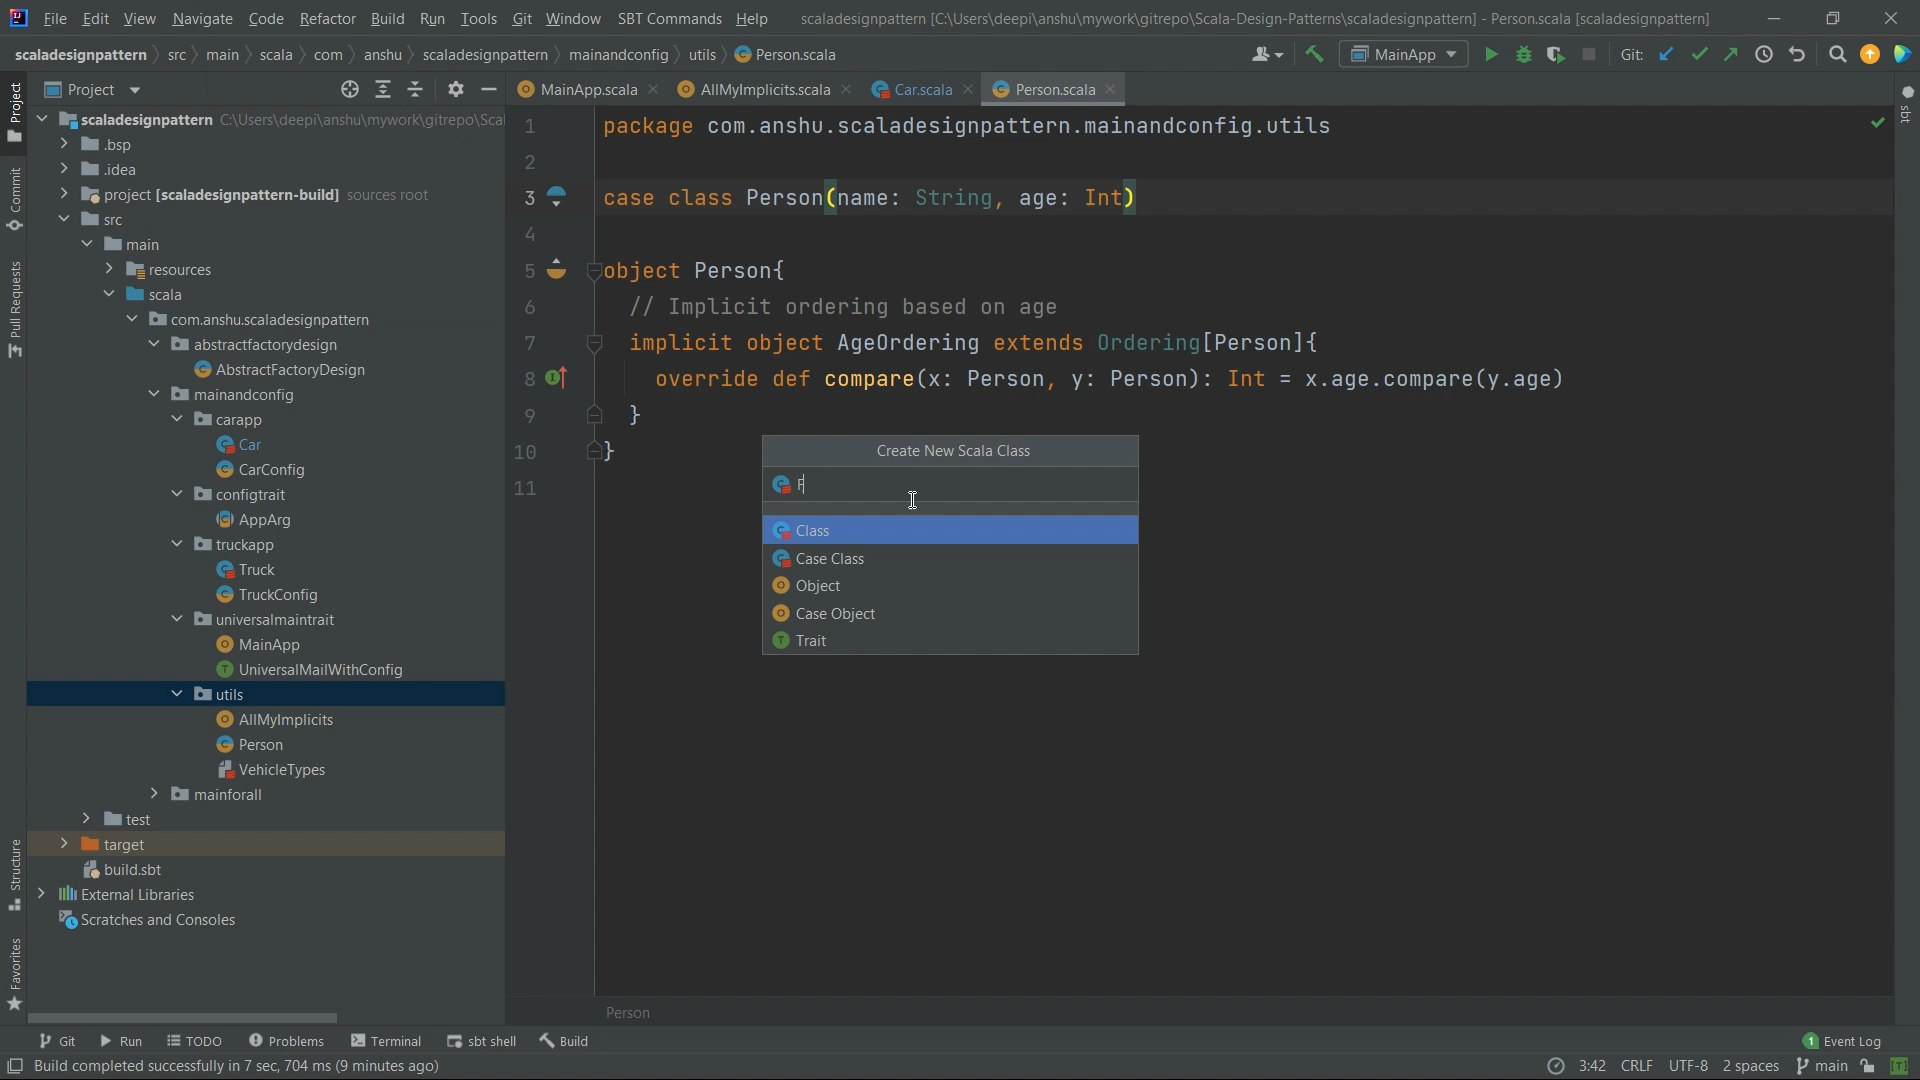 File Edit View Navigate Code Refactor Build Run Tools Git Window SBT Commands Help scaladesignpattern [C:\Users\deepi\anshu\mywork\gitrepo\Scala-Design-Patterns\scaladesignpattern] - Person.scala [scaladesignpattern]
scaladesignpattern src main scala com anshu scaladesignpattern mainandconfig utils Person.scala MainApp Git:
Project
MainApp.scala AllMyImplicits.scala Car.scala Person.scala
Project
Commit
Pull Requests
Structure
Favorites
sbt
scaladesignpattern C:\Users\deepi\anshu\mywork\gitrepo\Scal
.bsp
.idea
project [scaladesignpattern-build] sources root
src
main
resources
scala
com.anshu.scaladesignpattern
abstractfactorydesign
AbstractFactoryDesign
mainandconfig
carapp
Car
CarConfig
configtrait
AppArg
truckapp
Truck
TruckConfig
universalmaintrait
MainApp
UniversalMailWithConfig
utils
AllMyImplicits
Person
VehicleTypes
mainforall
test
target
build.sbt
External Libraries
Scratches and Consoles
1 package com.anshu.scaladesignpattern.mainandconfig.utils
2
3 case class Person(name: String, age: Int)
4
5 object Person{
6 // Implicit ordering based on age
7 implicit object AgeOrdering extends Ordering[Person]{
8 override def compare(x: Person, y: Person): Int = x.age.compare(y.age)
9 }
10 }
11
Create New Scala Class
F
Class
Case Class
Object
Case Object
Trait
Person
Git Run TODO Problems Terminal sbt shell Build 1 Event Log
Build completed successfully in 7 sec, 704 ms (9 minutes ago) 3:42 CRLF UTF-8 2 spaces main [T]